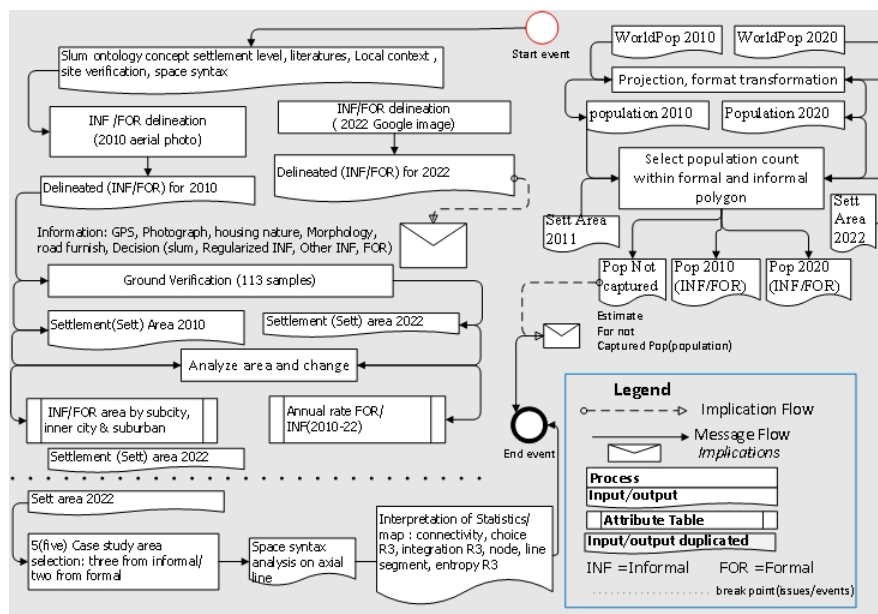 Start event
Slum ontology concept settlement level, literatures, Local context ,
site verification, space syntax
INF /FOR delineation
(2010 aerial photo)
INF/FOR delineation
( 2022 Google image)
Delineated (INF/FOR) for 2010
Delineated (INF/FOR) for 2022
Information: GPS, Photograph, housing nature, Morphology,
road furnish, Decision (slum, Regularized INF, Other INF, FOR)
Ground Verification (113 samples)
Settlement(Sett) Area 2010
Settlement (Sett) area 2022
Analyze area and change
INF/FOR area by subcity,
inner city & suburban
Annual rate FOR/
INF(2010-22)
Settlement (Sett) area 2022
Sett area 2022
5(five) Case study area
selection: three from informal/
two from formal
Space syntax
analysis on axial
line
Interpretation of Statistics/
map : connectivity, choice
R3, integration R3, node, line
segment, entropy R3
WorldPop 2010
WorldPop 2020
Projection, format transformation
population 2010
Population 2020
Select population count
within formal and informal
polygon
Sett Area
2011
Sett
Area
2022
Pop Not
captured
Pop 2010
(INF/FOR)
Pop 2020
(INF/FOR)
Estimate
For not
Captured Pop(population)
End event
Legend
Implication Flow
Message Flow
Implications
Process
Input/output
Attribute Table
Input/output duplicated
INF =Informal FOR =Formal
break point(issues/events)